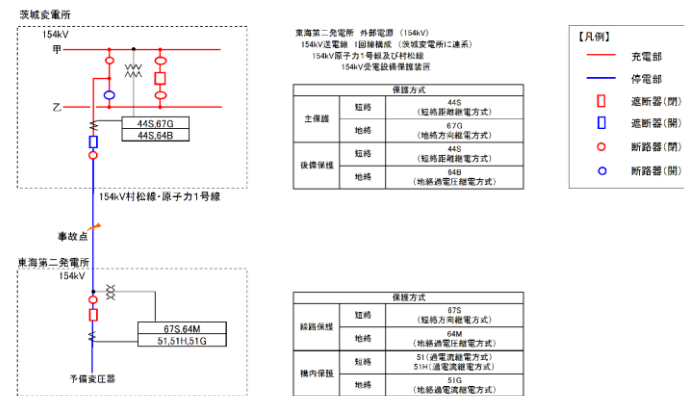 茨城変電所
154kV
甲
乙
44S,67G
44S,64B
154kV村松線・原子力1号線
事故点
東海第二発電所
154kV
67S,64M
51,51H,51G
予備変圧器
東海第二発電所 外部電源 (154kV)
154kV送電線 1回線構成 (茨城変電所に連系)
154kV原子力1号線及び村松線
154kV受電設備保護装置
保護方式
主保護
短絡
44S
(短絡距離継電方式)
地絡
67G
(地絡方向継電方式)
後備保護
短絡
44S
(短絡距離継電方式)
地絡
64B
(地絡過電圧継電方式)
保護方式
線路保護
短絡
67S
(短絡方向継電方式)
地絡
64M
(地絡過電圧継電方式)
構内保護
短絡
51(過電流継電方式)
51H(過電流継電方式)
地絡
51G
(地絡過電流継電方式)
【凡例】
充電部
停電部
遮断器(閉)
遮断器(開)
断路器(閉)
断路器(開)